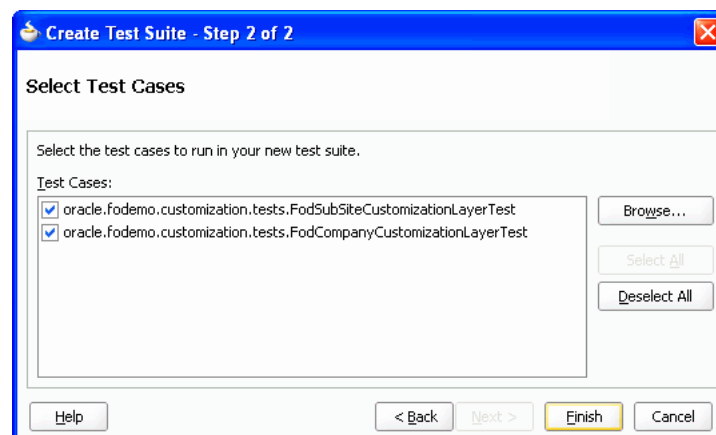 Create Test Suite - Step 2 of 2
Select Test Cases
Select the test cases to run in your new test suite.
Test Cases:
oracle.fodemo.customization.tests.FodSubSiteCustomizationLayerTest
oracle.fodemo.customization.tests.FodCompanyCustomizationLayerTest
Browse...
Select All
Deselect All
Help
< Back
Next >
Finish
Cancel